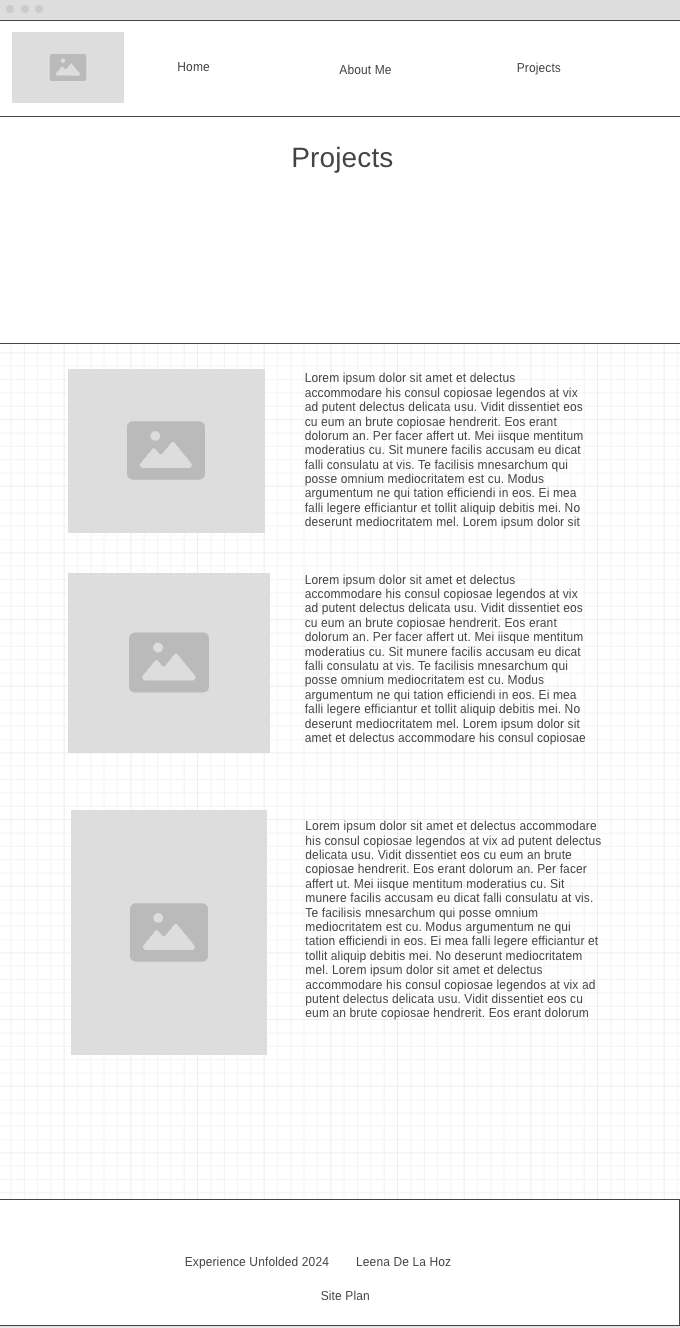 Home
About Me
Projects
Projects
Lorem ipsum dolor sit amet et delectus
accommodare his consul copiosae legendos at vix
ad putent delectus delicata usu. Vidit dissentiet eos
cu eum an brute copiosae hendrerit. Eos erant
dolorum an. Per facer affert ut. Mei iisque mentitum
moderatius cu. Sit munere facilis accusam eu dicat
falli consulatu at vis. Te facilisis mnesarchum qui
posse omnium mediocritatem est cu. Modus
argumentum ne qui tation efficiendi in eos. Ei mea
falli legere efficiantur et tollit aliquip debitis mei. No
deserunt mediocritatem mel. Lorem ipsum dolor sit
Lorem ipsum dolor sit amet et delectus
accommodare his consul copiosae legendos at vix
ad putent delectus delicata usu. Vidit dissentiet eos
cu eum an brute copiosae hendrerit. Eos erant
dolorum an. Per facer affert ut. Mei iisque mentitum
moderatius cu. Sit munere facilis accusam eu dicat
falli consulatu at vis. Te facilisis mnesarchum qui
posse omnium mediocritatem est cu. Modus
argumentum ne qui tation efficiendi in eos. Ei mea
falli legere efficiantur et tollit aliquip debitis mei. No
deserunt mediocritatem mel. Lorem ipsum dolor sit
amet et delectus accommodare his consul copiosae
Lorem ipsum dolor sit amet et delectus accommodare
his consul copiosae legendos at vix ad putent delectus
delicata usu. Vidit dissentiet eos cu eum an brute
copiosae hendrerit. Eos erant dolorum an. Per facer
affert ut. Mei iisque mentitum moderatius cu. Sit
munere facilis accusam eu dicat falli consulatu at vis.
Te facilisis mnesarchum qui posse omnium
mediocritatem est cu. Modus argumentum ne qui
tation efficiendi in eos. Ei mea falli legere efficiantur et
tollit aliquip debitis mei. No deserunt mediocritatem
mel. Lorem ipsum dolor sit amet et delectus
accommodare his consul copiosae legendos at vix ad
putent delectus delicata usu. Vidit dissentiet eos cu
eum an brute copiosae hendrerit. Eos erant dolorum
Experience Unfolded 2024 Leena De La Hoz
Site Plan